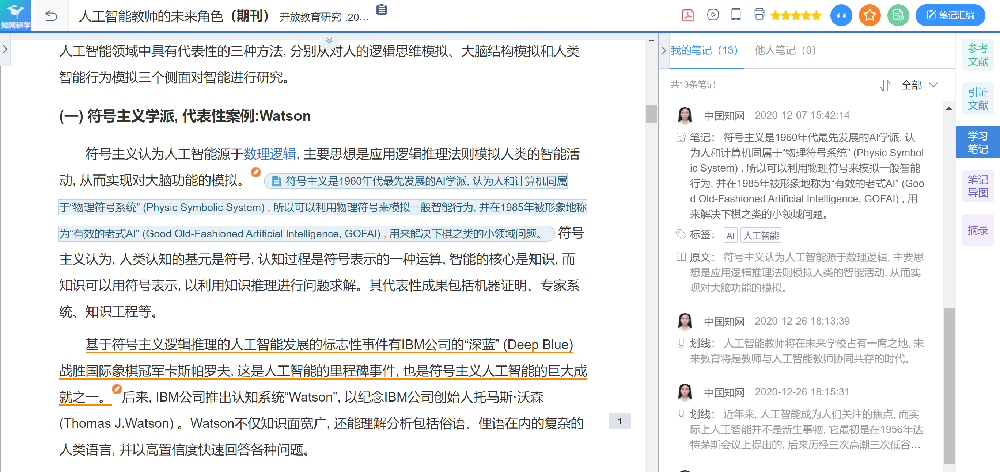 知网研学
人工智能教师的未来角色（期刊） 开放教育研究 .20...
笔记汇编
人工智能领域中具有代表性的三种方法, 分别从对人的逻辑思维模拟、大脑结构模拟和人类
智能行为模拟三个侧面对智能进行研究。
(一) 符号主义学派, 代表性案例:Watson
符号主义认为人工智能源于数理逻辑, 主要思想是应用逻辑推理法则模拟人类的智能活
动, 从而实现对大脑功能的模拟。 符号主义是1960年代最先发展的AI学派, 认为人和计算机同属
于“物理符号系统” (Physic Symbolic System) , 所以可以利用物理符号来模拟一般智能行为, 并在1985年被形象地称
为“有效的老式AI” (Good Old-Fashioned Artificial Intelligence, GOFAI) , 用来解决下棋之类的小领域问题。 符号
主义认为, 人类认知的基元是符号, 认知过程是符号表示的一种运算, 智能的核心是知识, 而
知识可以用符号表示, 以利用知识推理进行问题求解。其代表性成果包括机器证明、专家系
统、知识工程等。
基于符号主义逻辑推理的人工智能发展的标志性事件有IBM公司的“深蓝” (Deep Blue)
战胜国际象棋冠军卡斯帕罗夫, 这是人工智能的里程碑事件, 也是符号主义人工智能的巨大成
就之一。后来, IBM公司推出认知系统“Watson”, 以纪念IBM公司创始人托马斯·沃森
(Thomas J.Watson) 。Watson不仅知识面宽广, 还能理解分析包括俗语、俚语在内的复杂的
人类语言, 并以高置信度快速回答各种问题。
1
我的笔记（13） 他人笔记（0）
共13条笔记
全部
中国知网 2020-12-07 15:42:14
笔记： 符号主义是1960年代最先发展的AI学派, 认
为人和计算机同属于“物理符号系统” (Physic Symbol
ic System) , 所以可以利用物理符号来模拟一般智能
行为, 并在1985年被形象地称为“有效的老式AI” (Goo
d Old-Fashioned Artificial Intelligence, GOFAI) , 用
来解决下棋之类的小领域问题。
标签： AI 人工智能
原文： 符号主义认为人工智能源于数理逻辑, 主要思
想是应用逻辑推理法则模拟人类的智能活动, 从而实
现对大脑功能的模拟。
中国知网 2020-12-26 18:13:39
划线： 人工智能教师将在未来学校占有一席之地, 未
来教育将是教师与人工智能教师协同共存的时代。
中国知网 2020-12-26 18:15:31
划线： 近年来, 人工智能成为人们关注的焦点, 而实
际上人工智能并不是新生事物, 它最初是在1956年达
特茅斯会议上提出的, 后来历经三次高潮三次低谷...
参考
文献
引证
文献
学习
笔记
笔记
导图
摘录